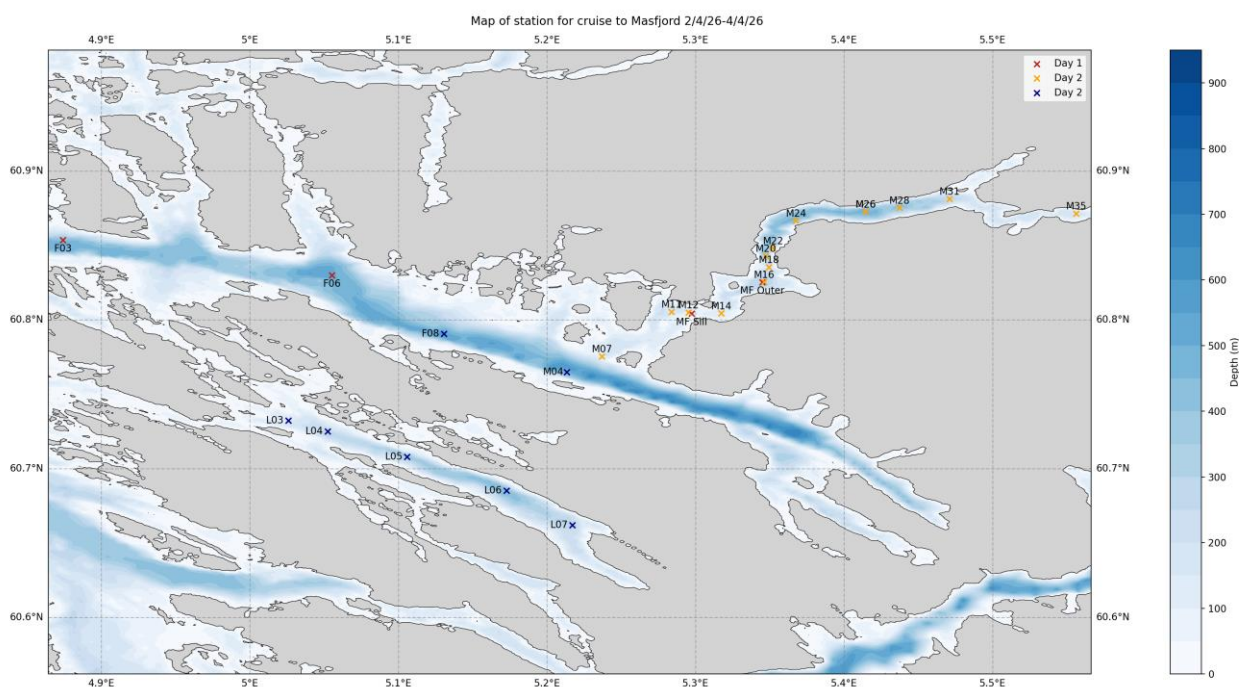 Map of station for cruise to Masfjord 2/4/26-4/4/26
4.9°E 5°E 5.1°E 5.2°E 5.3°E 5.4°E 5.5°E
Day 1
Day 2
Day 2
900
800
700
600
500
400
300
200
100
0
Depth (m)
60.9°N 60.9°N
60.8°N 60.8°N
60.7°N 60.7°N
60.6°N 60.6°N
M31
M26 M28
M35
M24
M22
M20
M18
M16
MF Outer
F03
F06
M11 M12 M14
MF Sill
F08
M07
M04
L03
L04
L05
L06
L07
4.9°E 5°E 5.1°E 5.2°E 5.3°E 5.4°E 5.5°E